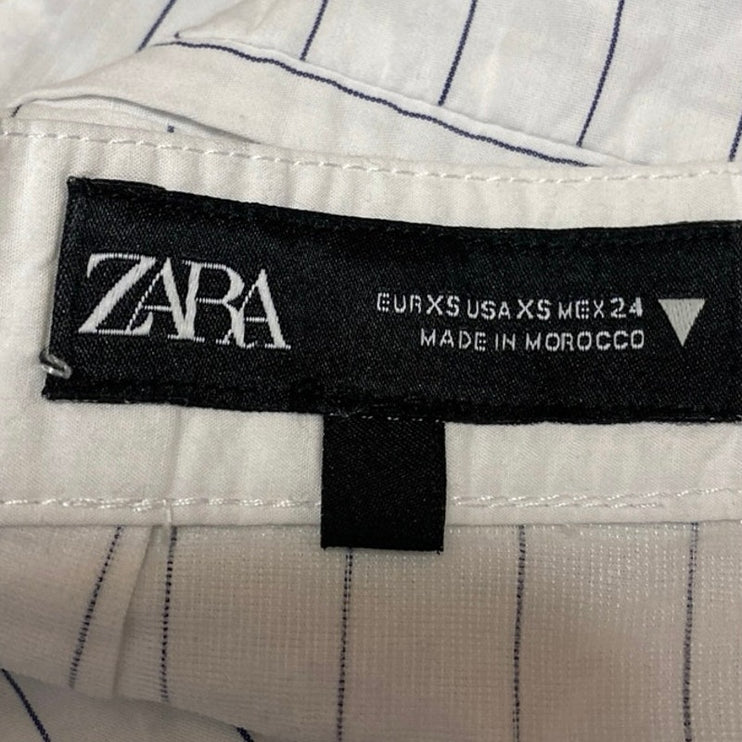 ZARA
EUR XS USA XS MEX 24
MADE IN MOROCCO